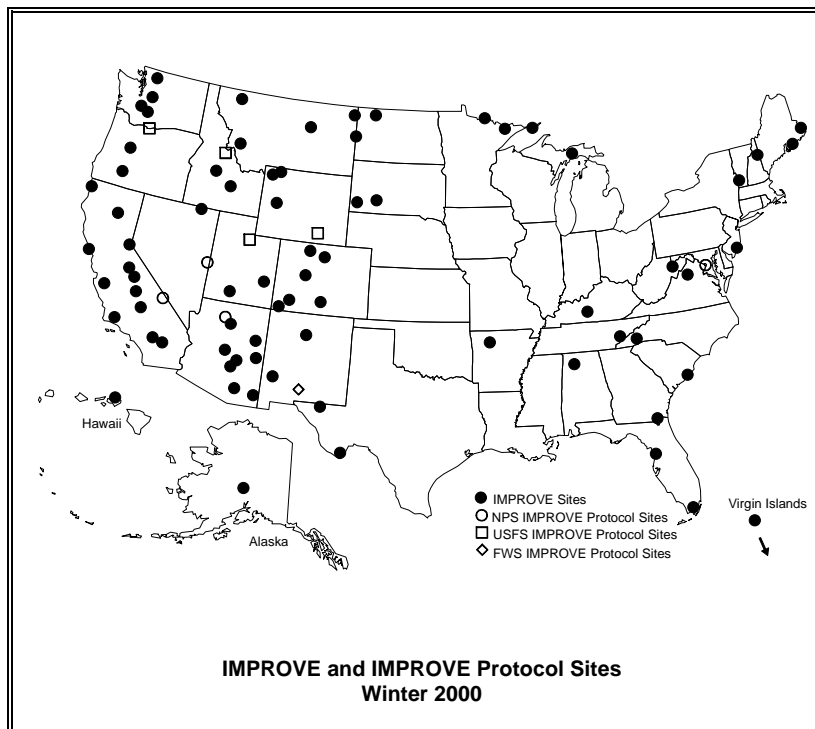 Hawaii
Alaska
IMPROVE Sites
NPS IMPROVE Protocol Sites
USFS IMPROVE Protocol Sites
FWS IMPROVE Protocol Sites
Virgin Islands
IMPROVE and IMPROVE Protocol Sites
Winter 2000